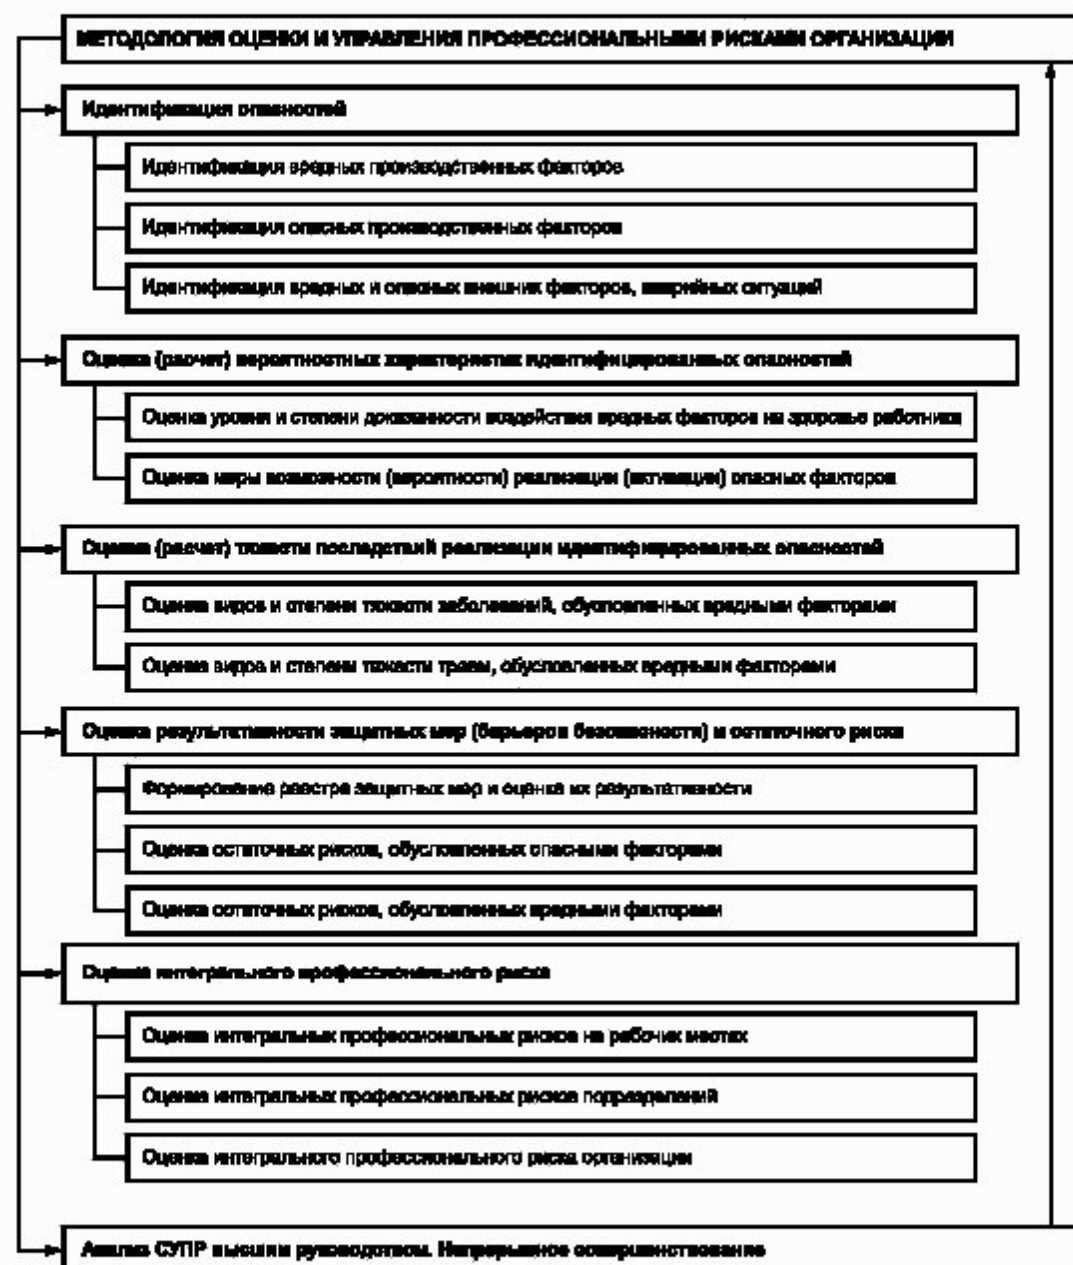 МЕТОДОЛОГИЯ ОЦЕНКИ И УПРАВЛЕНИЯ ПРОФЕССИОНАЛЬНЫМИ РИСКАМИ ОРГАНИЗАЦИИ
Идентификация опасностей
Идентификация вредных производственных факторов
Идентификация опасных производственных факторов
Идентификация вредных и опасных внешних факторов, аварийных ситуаций
Оценка (расчет) вероятностных характеристик идентифицированных опасностей
Оценка уровня и степени доказанности воздействия вредных факторов на здоровье работника
Оценка меры возможности (вероятности) реализации (активации) опасных факторов
Оценка (расчет) тяжести последствий реализации идентифицированных опасностей
Оценка видов и степени тяжести заболеваний, обусловленных вредными факторами
Оценка видов и степени тяжести травм, обусловленных вредными факторами
Оценка результативности защитных мер (барьеров безопасности) и остаточного риска
Формирование реестра защитных мер и оценка их результативности
Оценка остаточных рисков, обусловленных опасными факторами
Оценка остаточных рисков, обусловленных вредными факторами
Оценка интегрального профессионального риска
Оценка интегральных профессиональных рисков на рабочих местах
Оценка интегральных профессиональных рисков подразделений
Оценка интегрального профессионального риска организации
Анализ СУПР высшим руководством. Непрерывное совершенствование